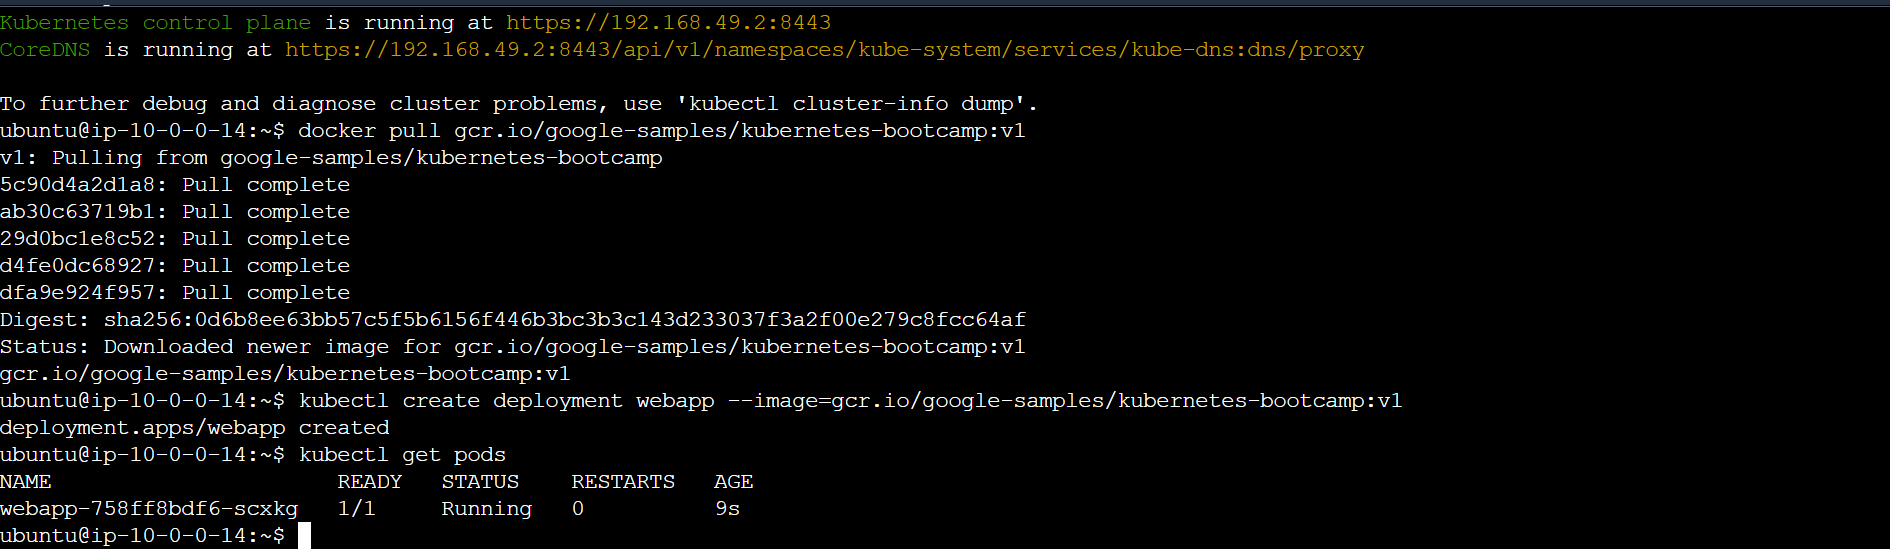 Kubernetes control plane is running at https://192.168.49.2:8443
CoreDNS is running at https://192.168.49.2:8443/api/v1/namespaces/kube-system/services/kube-dns:dns/proxy
To further debug and diagnose cluster problems, use 'kubectl cluster-info dump'.
ubuntu@ip-10-0-0-14:~$ docker pull gcr.io/google-samples/kubernetes-bootcamp:v1
v1: Pulling from google-samples/kubernetes-bootcamp
5c90d4a2d1a8: Pull complete
ab30c63719b1: Pull complete
29d0bc1e8c52: Pull complete
d4fe0dc68927: Pull complete
dfa9e924f957: Pull complete
Digest: sha256:0d6b8ee63bb57c5f5b6156f446b3bc3b3c143d233037f3a2f00e279c8fcc64af
Status: Downloaded newer image for gcr.io/google-samples/kubernetes-bootcamp:v1
gcr.io/google-samples/kubernetes-bootcamp:v1
ubuntu@ip-10-0-0-14:~$ kubectl create deployment webapp --image=gcr.io/google-samples/kubernetes-bootcamp:v1
deployment.apps/webapp created
ubuntu@ip-10-0-0-14:~$ kubectl get pods
NAME                      READY   STATUS    RESTARTS   AGE
webapp-758ff8bdf6-scxkg   1/1     Running   0          9s
ubuntu@ip-10-0-0-14:~$